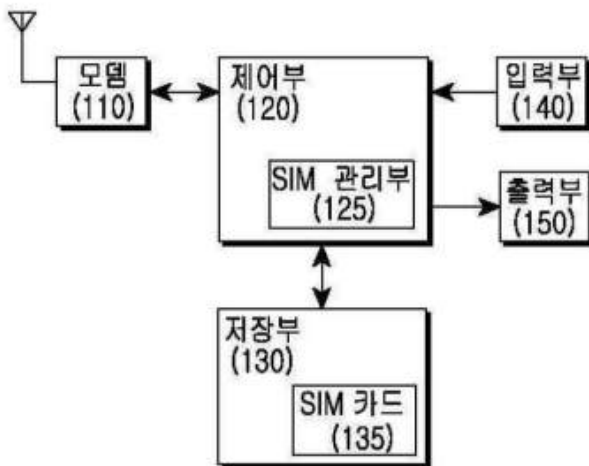 모뎀
(110)
제어부
(120)
SIM 관리부
(125)
입력부
(140)
출력부
(150)
저장부
(130)
SIM 카드
(135)